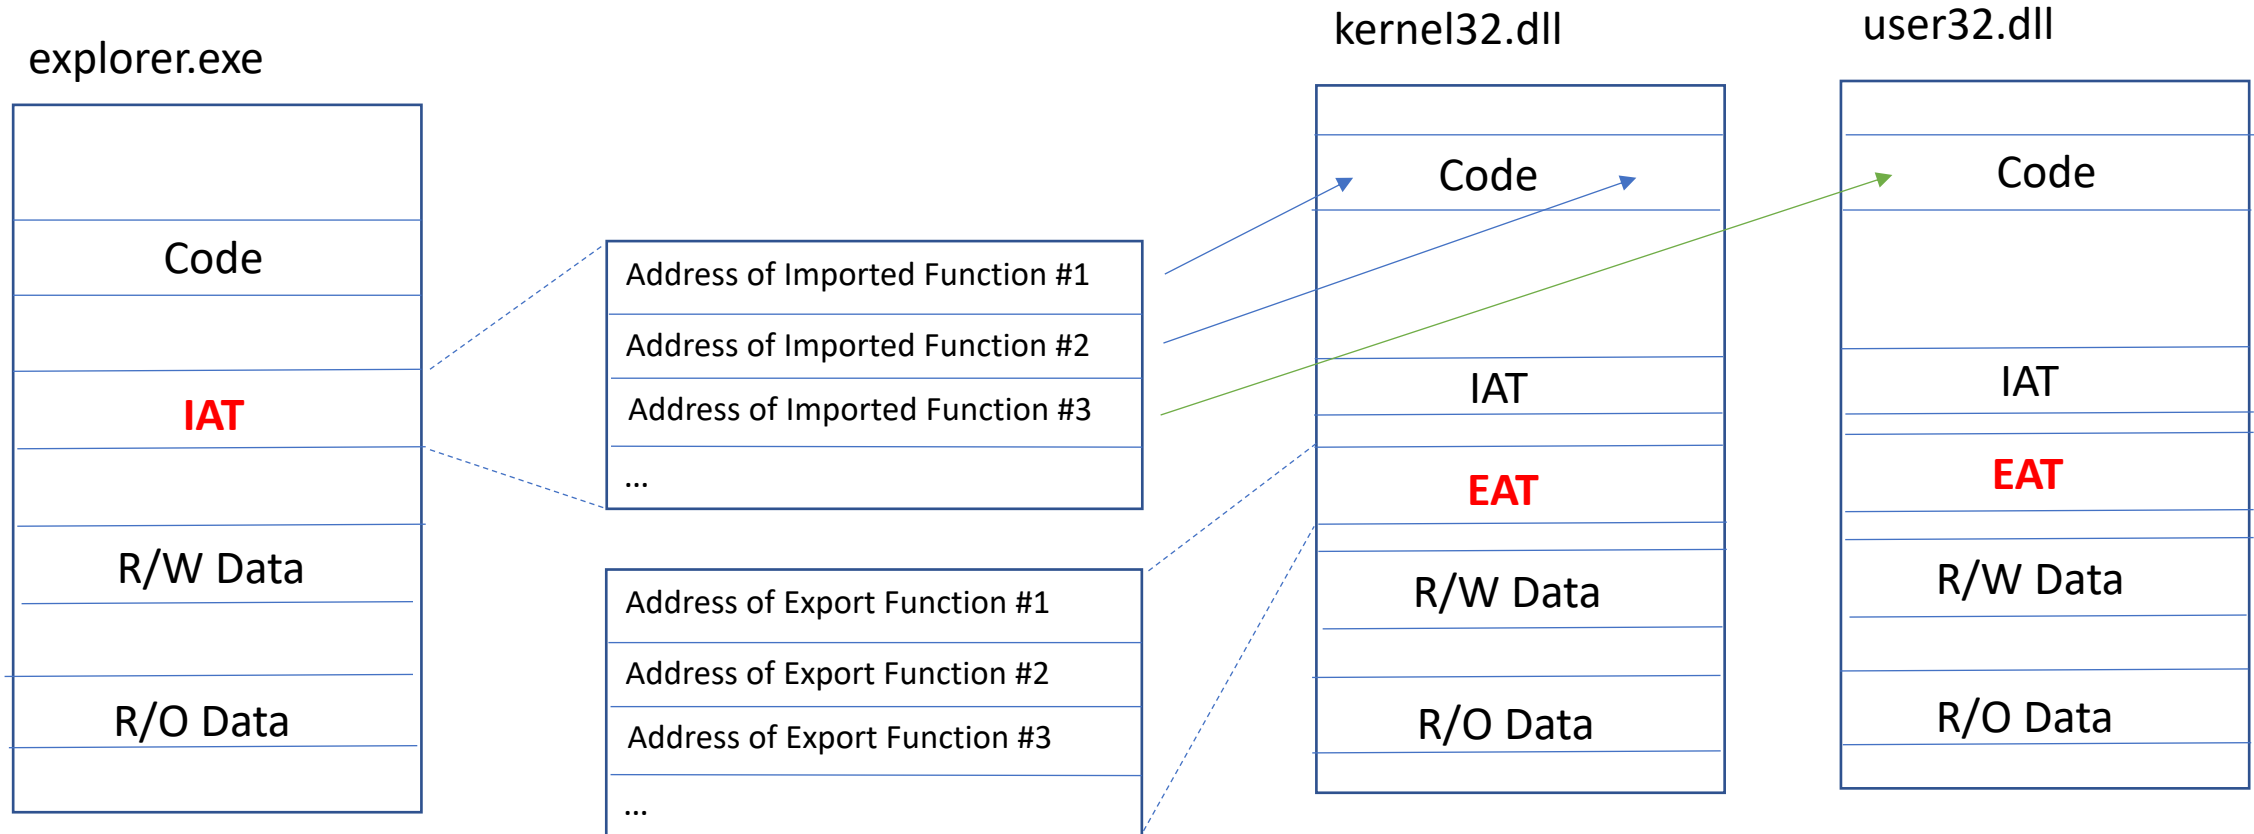 explorer.exe
Code
IAT
R/W Data
R/O Data
Address of Imported Function #1
Address of Imported Function #2
Address of Imported Function #3
...
Address of Export Function #1
Address of Export Function #2
Address of Export Function #3
...
kernel32.dll
Code
IAT
EAT
R/W Data
R/O Data
user32.dll
Code
IAT
EAT
R/W Data
R/O Data